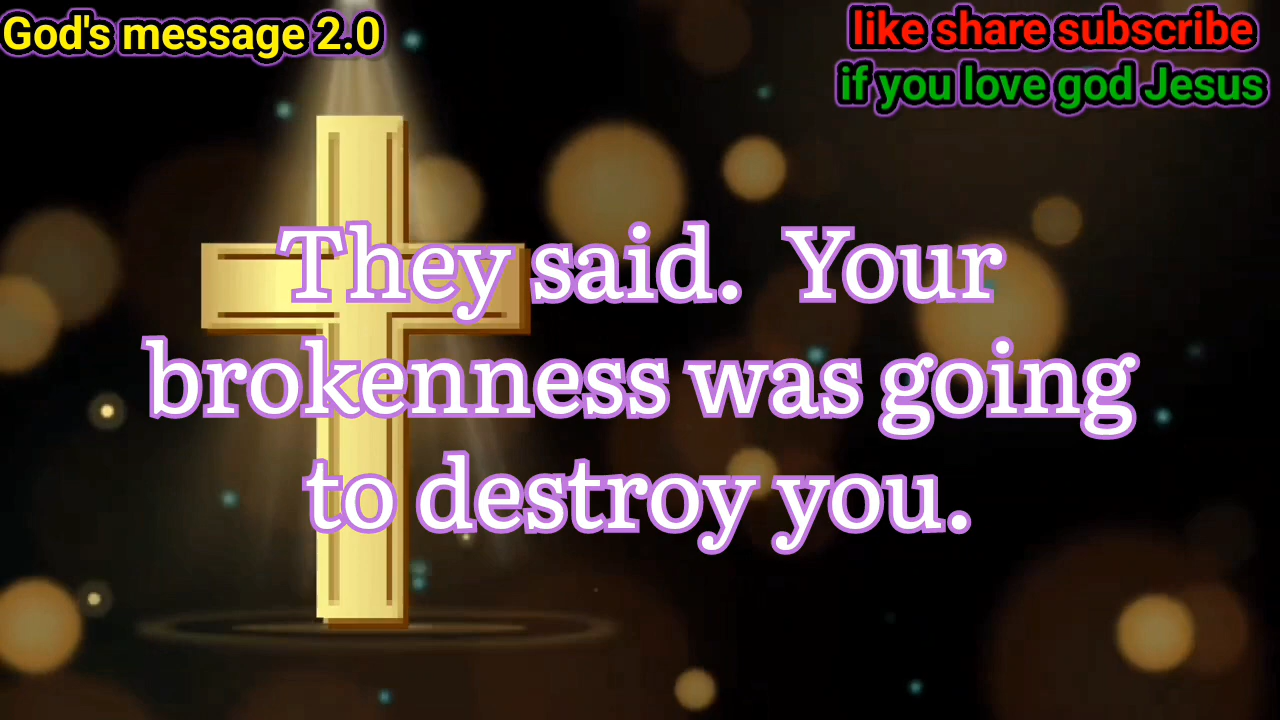 God's message 2.0
like share subscribe
if you love god Jesus
They said. Your
brokenness was going
to destroy you.